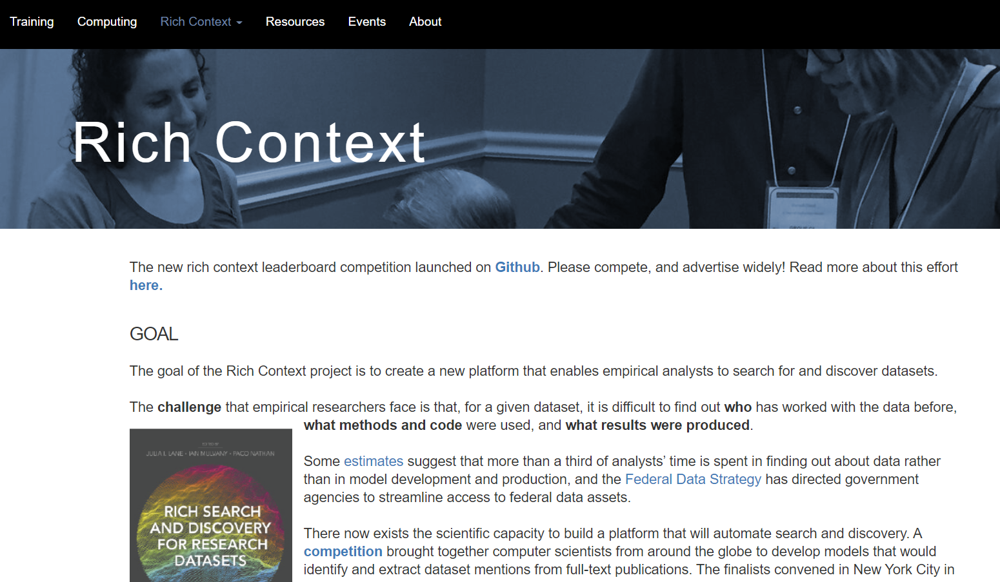 Training Computing Rich Context Resources Events About
Rich Context
The new rich context leaderboard competition launched on Github. Please compete, and advertise widely! Read more about this effort
here.
GOAL
The goal of the Rich Context project is to create a new platform that enables empirical analysts to search for and discover datasets.
The challenge that empirical researchers face is that, for a given dataset, it is difficult to find out who has worked with the data before,
what methods and code were used, and what results were produced.
Some estimates suggest that more than a third of analysts’ time is spent in finding out about data rather
than in model development and production, and the Federal Data Strategy has directed government
agencies to streamline access to federal data assets.
There now exists the scientific capacity to build a platform that will automate search and discovery. A
competition brought together computer scientists from around the globe to develop models that would
identify and extract dataset mentions from full-text publications. The finalists convened in New York City in
EDITED BY
JULIA I. LANE • IAN MULVANY • PACO NATHAN
RICH SEARCH
AND DISCOVERY
FOR RESEARCH
DATASETS